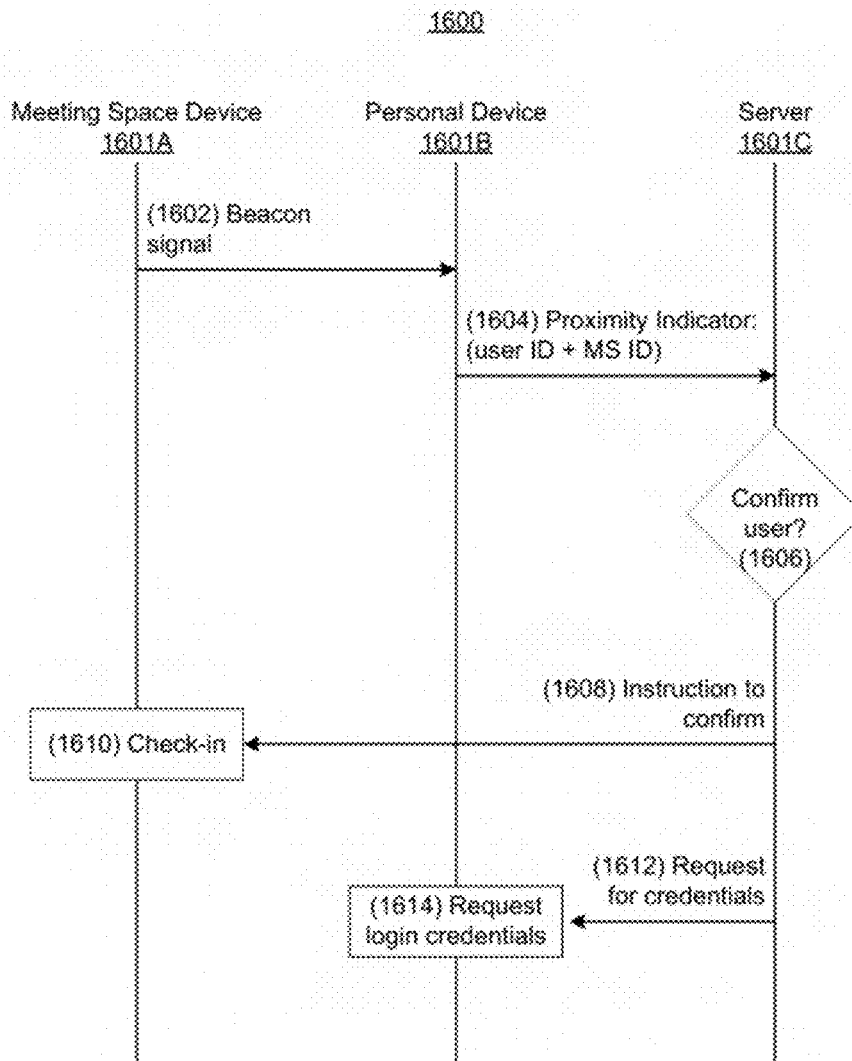 1600
Meeting Space Device
1601A
Personal Device
1601B
Server
1601C
(1602) Beacon
signal
(1604) Proximity Indicator:
(user ID + MS ID)
Confirm
user?
(1606)
(1608) Instruction to
confirm
(1610) Check-in
(1612) Request
for credentials
(1614) Request
login credentials